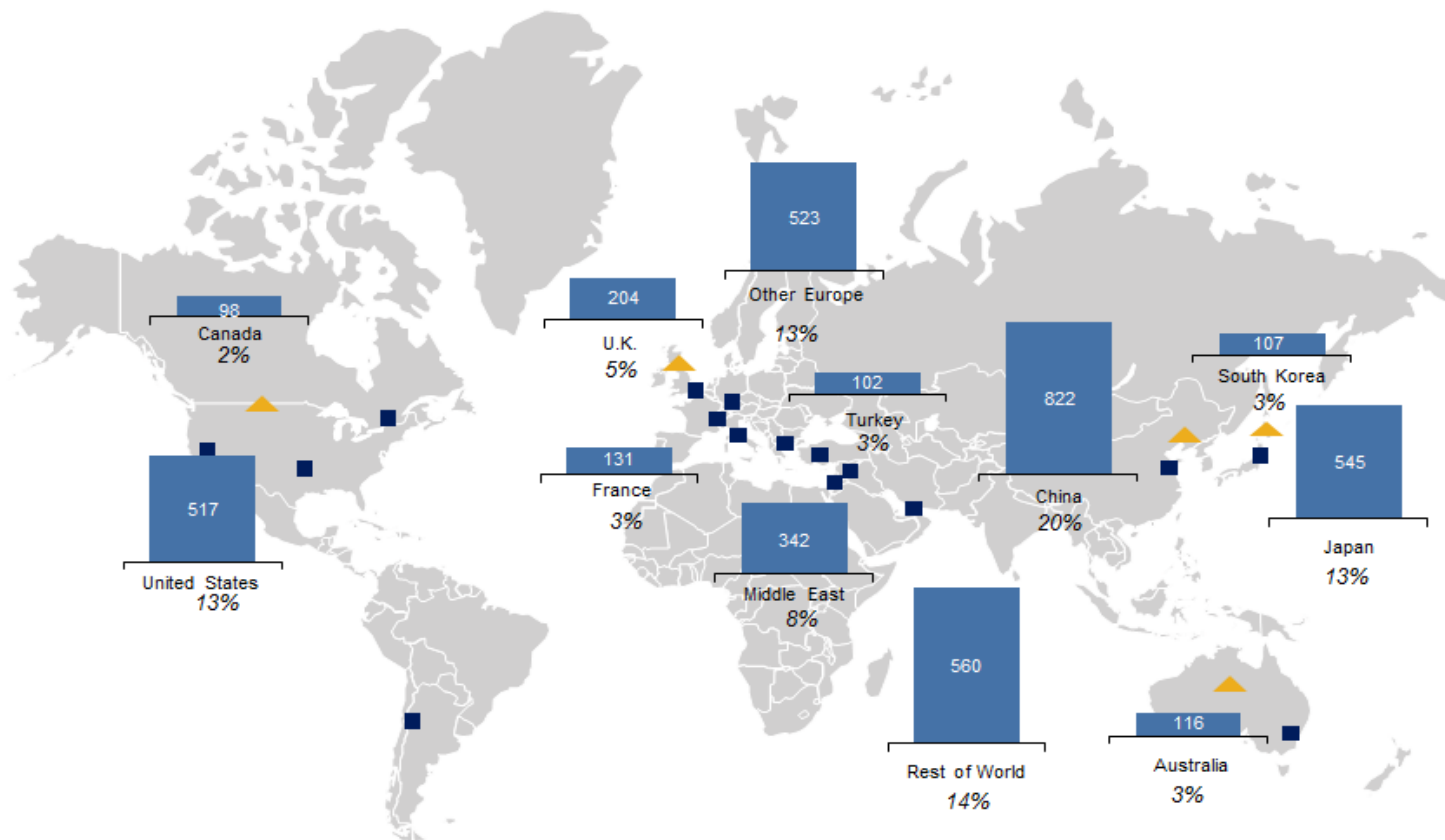 523
Other Europe
13%
204
U.K.
5%
98
Canada
2%
822
China
20%
107
South Korea
3%
102
Turkey
3%
545
Japan
13%
131
France
3%
517
United States
13%
342
Middle East
8%
560
Rest of World
14%
116
Australia
3%